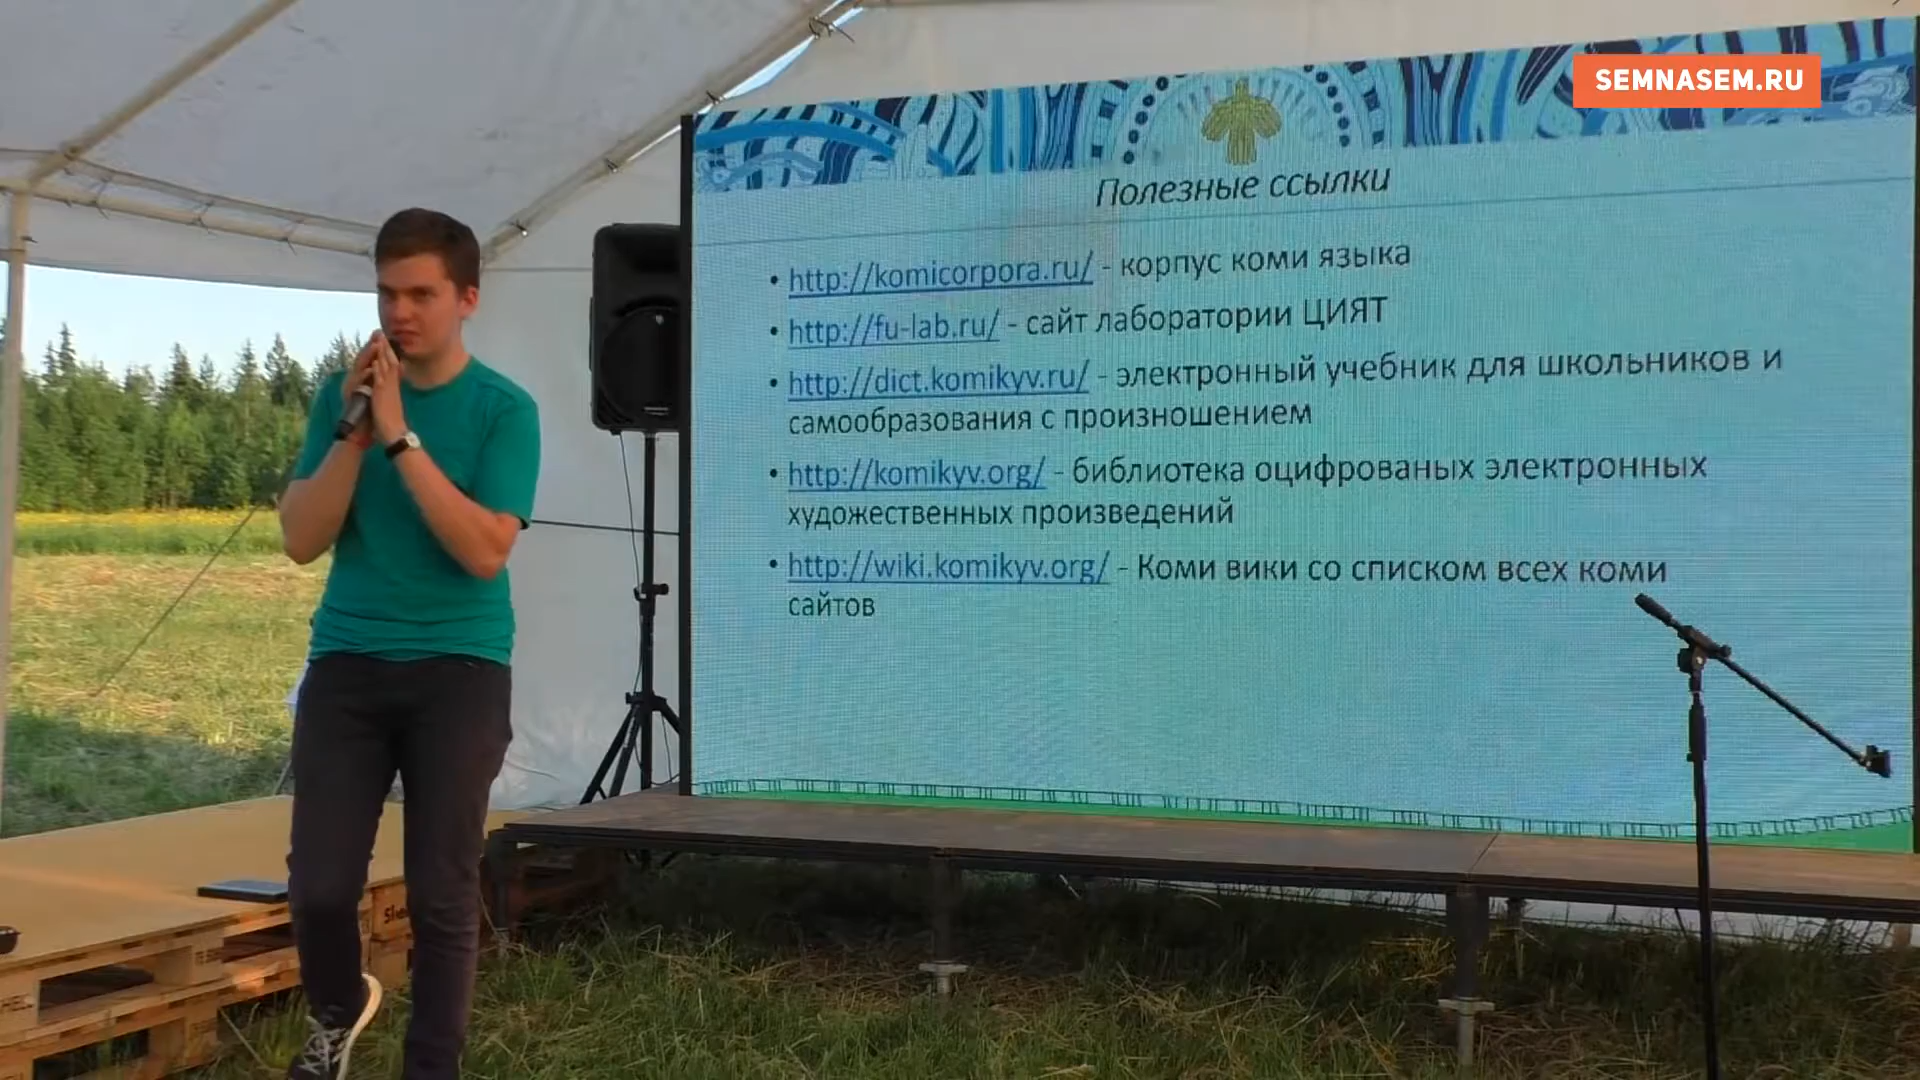 SEMNASEM.RU
Полезные ссылки
• http://komicorpora.ru/ - корпус коми языка
• http://fu-lab.ru/ - сайт лаборатории ЦИЯТ
• http://dict.komikyv.ru/ - электронный учебник для школьников и
самообразования с произношением
• http://komikyv.org/ - библиотека оцифрованых электронных
художественных произведений
• http://wiki.komikyv.org/ - Коми вики со списком всех коми
сайтов